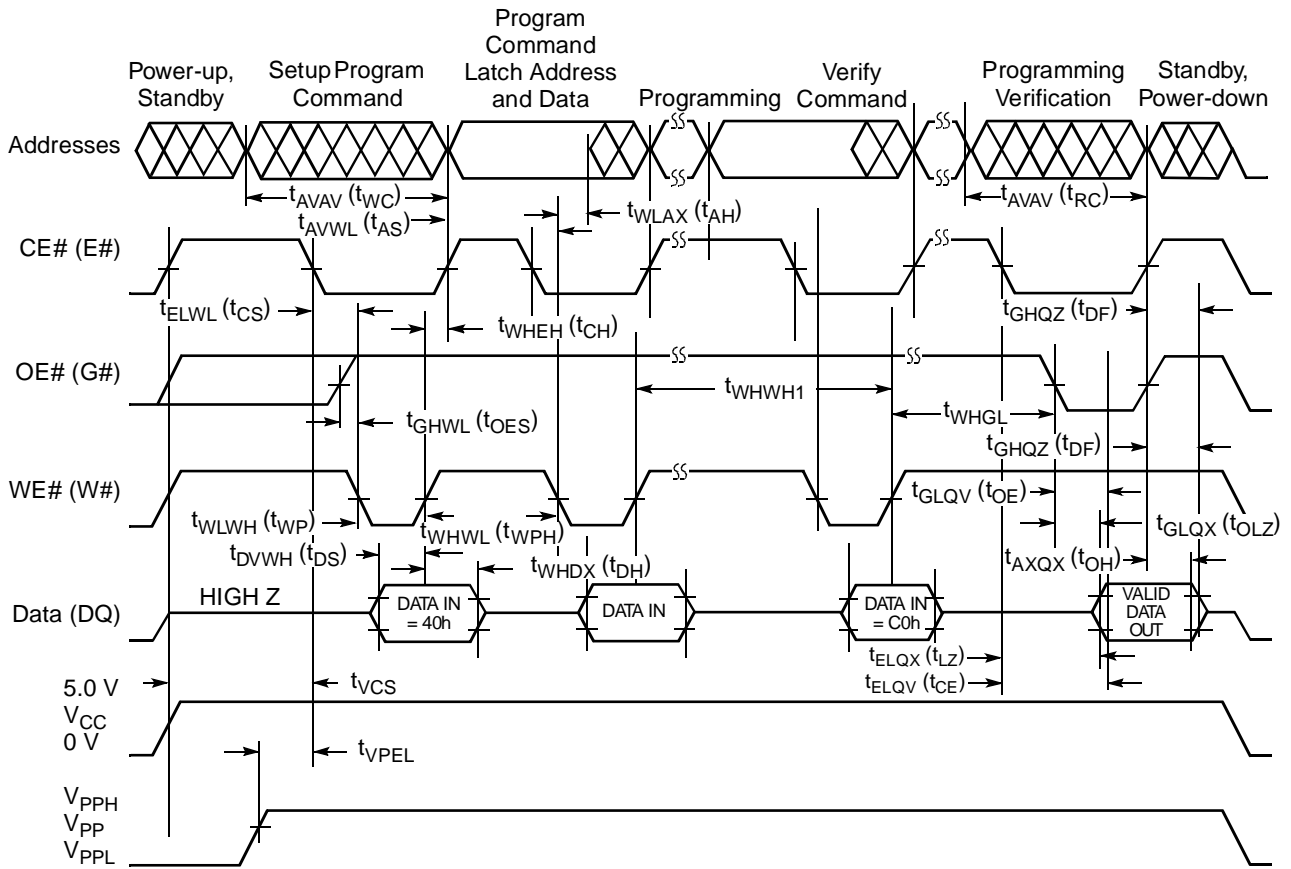 Power-up,
Standby
Setup Program
Command
Program
Command
Latch Address
and Data
Programming
Verify
Command
Programming
Verification
Standby,
Power-down
Addresses
tAVAV (tWC)
tAVWL (tAS)
tWLAX (tAH)
tAVAV (tRC)
CE# (E#)
tELWL (tCS)
tWHEH (tCH)
tGHQZ (tDF)
OE# (G#)
tWHWH1
tGHWL (tOES)
tWHGL
tGHQZ (tDF)
WE# (W#)
tGLQV (tOE)
tWLWH (tWP)
tWHWL (tWPH)
tGLQX (tOLZ)
tDVWH (tDS)
tWHDX (tDH)
tAXQX (tOH)
Data (DQ)
HIGH Z
DATA IN
= 40h
DATA IN
DATA IN
= C0h
VALID
DATA
OUT
tELQX (tLZ)
tELQV (tCE)
5.0 V
VCC
0 V
tVCS
tVPEL
VPPH
VPP
VPPL